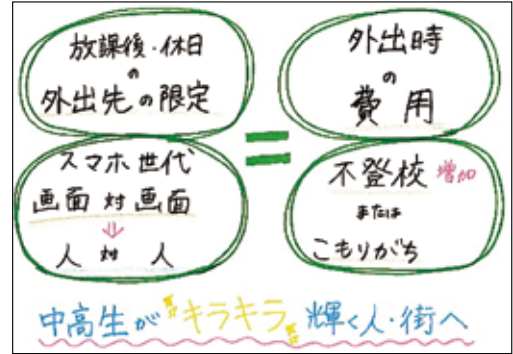 放課後・休日
の
外出先の限定
外出時
の
費用
=
スマホ世代
画面対画面
⇓
人対人
不登校増加
または
こもりがち
中高生が☆キラキラ☆輝く人・街へ